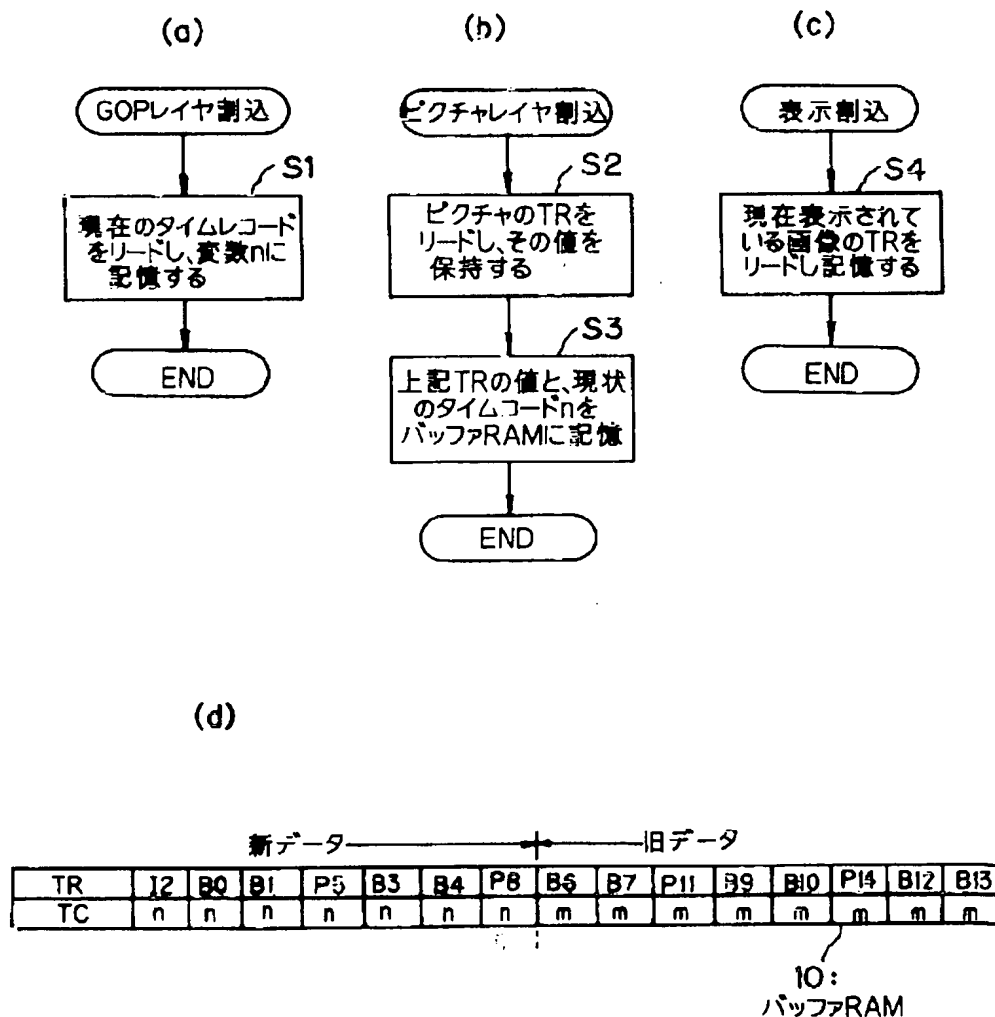 (a)
GOPレイヤ割込
S1
現在のタイムレコード
をリードし、変数nに
記憶する
END
(b)
ピクチャレイヤ割込
S2
ピクチャのTRを
リードし、その値を
保持する
S3
上記TRの値と、現状
のタイムコードnを
バッファRAMに記憶
END
(c)
表示割込
S4
現在表示されて
いる画像のTRを
リードし記憶する
END
(d)
新データ 旧データ
TR I2 B0 B1 P5 B3 B4 P8 B6 B7 P11 B9 B10 P14 B12 B13
TC n n n n n n n m m m m m m m m
10:
バッファRAM